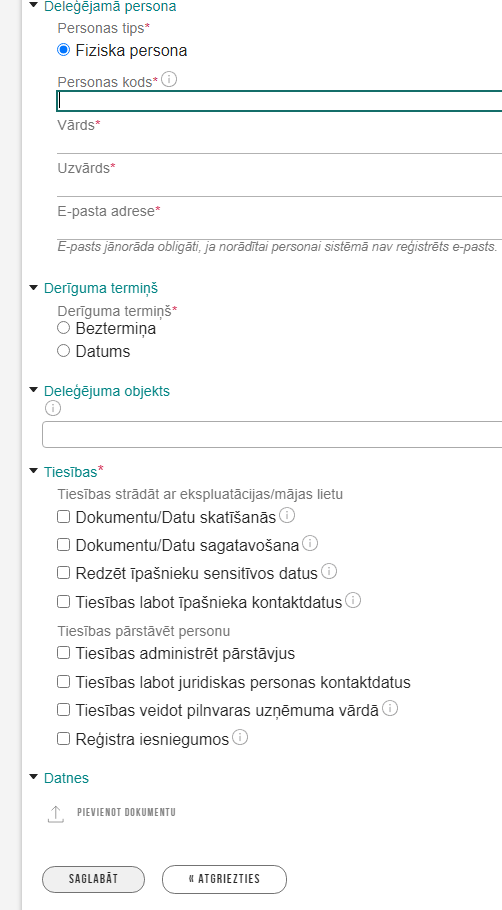 Deleģējamā persona
Personas tips*
Fiziska persona
Personas kods*
Vārds*
Uzvārds*
E-pasta adrese*
E-pasts jānorāda obligāti, ja norādītai personai sistēmā nav reģistrēts e-pasts.
Derīguma termiņš
Derīguma termiņš*
Beztermiņa
Datums
Deleģējuma objekts
Tiesības*
Tiesības strādāt ar ekspluatācijas/mājas lietu
Dokumentu/Datu skatīšanās
Dokumentu/Datu sagatavošana
Redzēt īpašnieku sensitīvos datus
Tiesības labot īpašnieka kontaktdatus
Tiesības pārstāvēt personu
Tiesības administrēt pārstāvjus
Tiesības labot juridiskas personas kontaktdatus
Tiesības veidot pilnvaras uzņēmuma vārdā
Reģistra iesniegumos
Datnes
PIEVIENOT DOKUMENTU
SAGLABĀT
« ATGRIEZTIES